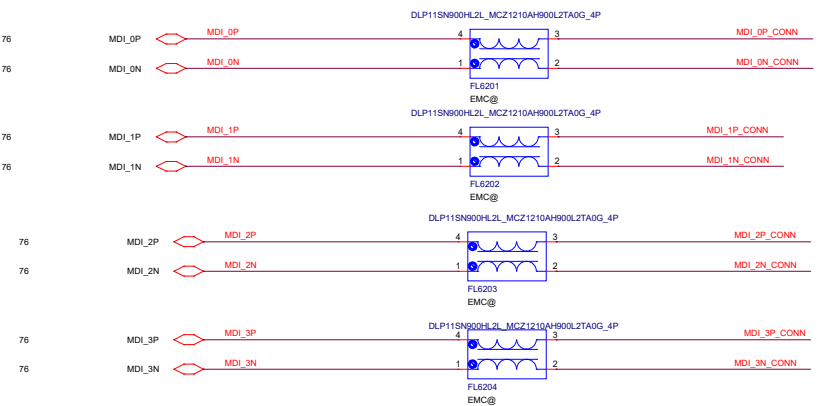 DLP11SN900HL2L_MCZ1210AH900L2TA0G_4P
76 MDI_0P MDI_0P 4 3 MDI_0P_CONN
76 MDI_0N MDI_0N 1 2 MDI_0N_CONN
FL6201
EMC@
DLP11SN900HL2L_MCZ1210AH900L2TA0G_4P
76 MDI_1P MDI_1P 4 3 MDI_1P_CONN
76 MDI_1N MDI_1N 1 2 MDI_1N_CONN
FL6202
EMC@
DLP11SN900HL2L_MCZ1210AH900L2TA0G_4P
76 MDI_2P MDI_2P 4 3 MDI_2P_CONN
76 MDI_2N MDI_2N 1 2 MDI_2N_CONN
FL6203
EMC@
DLP11SN900HL2L_MCZ1210AH900L2TA0G_4P
76 MDI_3P MDI_3P 4 3 MDI_3P_CONN
76 MDI_3N MDI_3N 1 2 MDI_3N_CONN
FL6204
EMC@